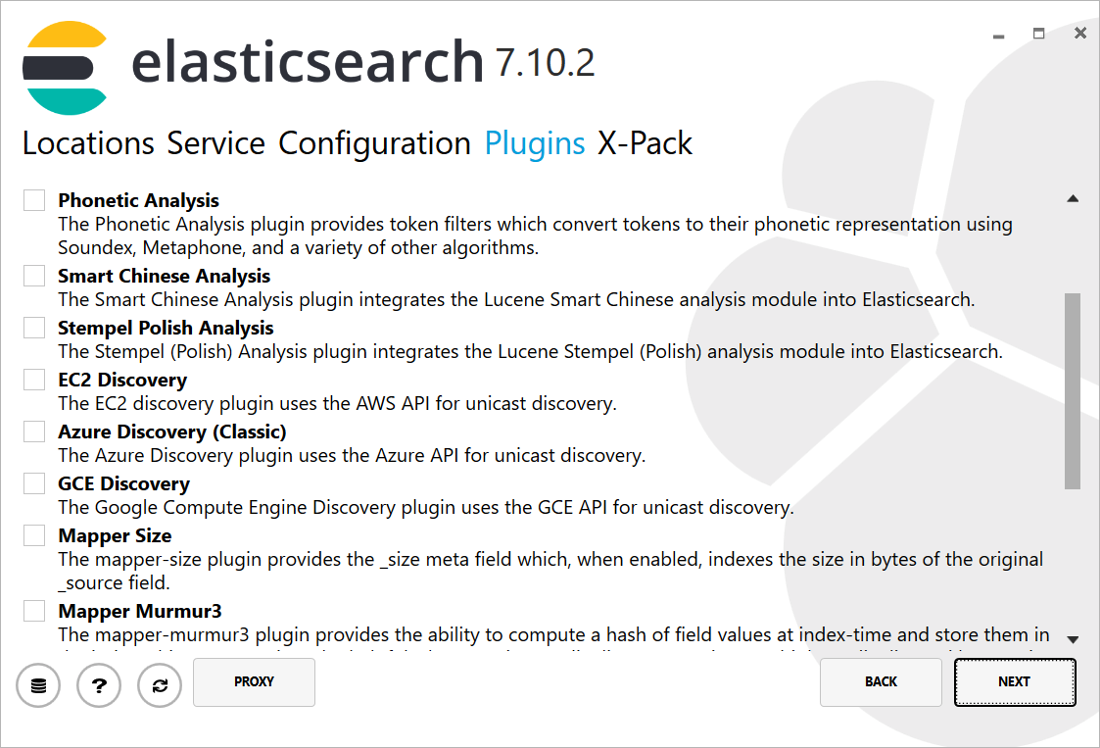 elasticsearch 7.10.2
Locations Service Configuration Plugins X-Pack
Phonetic Analysis
The Phonetic Analysis plugin provides token filters which convert tokens to their phonetic representation using
Soundex, Metaphone, and a variety of other algorithms.
Smart Chinese Analysis
The Smart Chinese Analysis plugin integrates the Lucene Smart Chinese analysis module into Elasticsearch.
Stempel Polish Analysis
The Stempel (Polish) Analysis plugin integrates the Lucene Stempel (Polish) analysis module into Elasticsearch.
EC2 Discovery
The EC2 discovery plugin uses the AWS API for unicast discovery.
Azure Discovery (Classic)
The Azure Discovery plugin uses the Azure API for unicast discovery.
GCE Discovery
The Google Compute Engine Discovery plugin uses the GCE API for unicast discovery.
Mapper Size
The mapper-size plugin provides the _size meta field which, when enabled, indexes the size in bytes of the original
_source field.
Mapper Murmur3
The mapper-murmur3 plugin provides the ability to compute a hash of field values at index-time and store them in
?
PROXY
BACK
NEXT